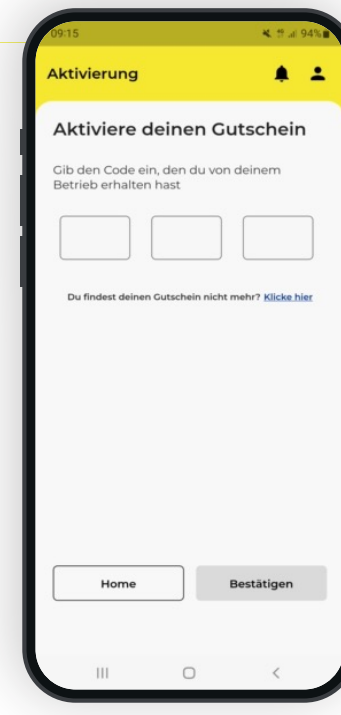 09:15 94%
Aktivierung
Aktiviere deinen Gutschein
Gib den Code ein, den du von deinem
Betrieb erhalten hast
Du findest deinen Gutschein nicht mehr? Klicke hier
Home Bestätigen